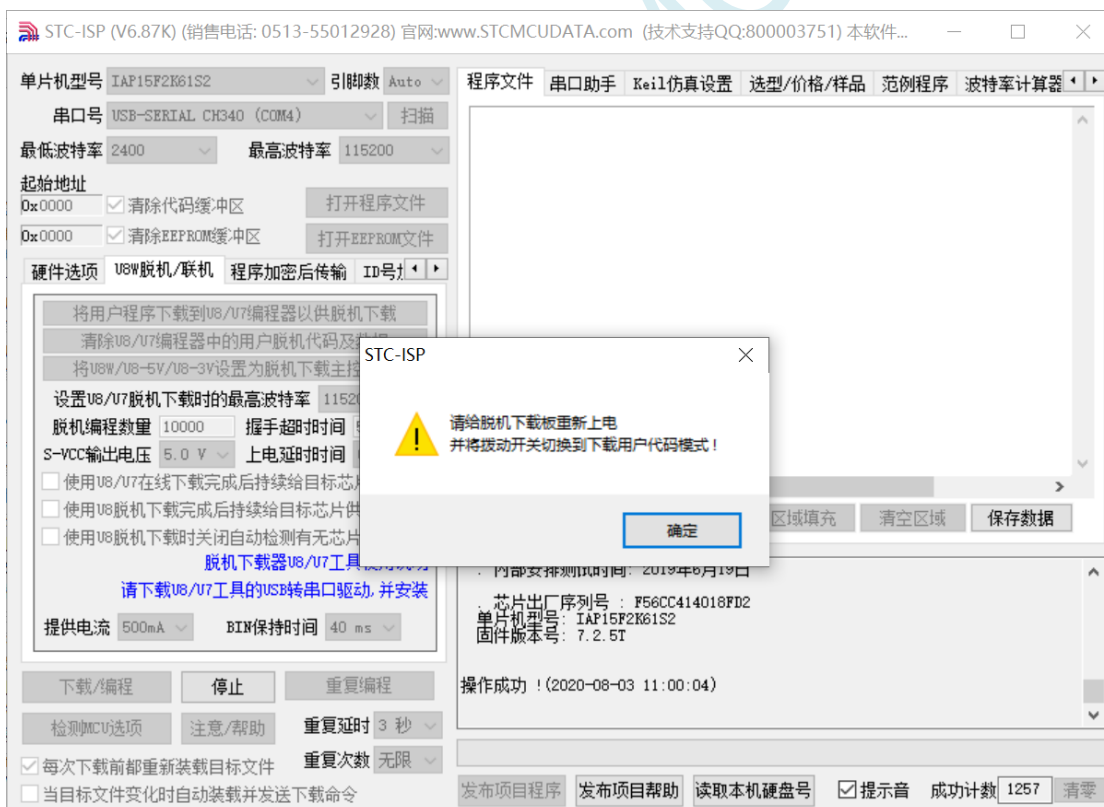 STC-ISP (V6.87K) (销售电话: 0513-55012928) 官网:www.STCMCUDATA.com (技术支持QQ:800003751) 本软件...
单片机型号 IAP15F2K61S2 引脚数 Auto
串口号 USB-SERIAL CH340 (COM4) 扫描
最低波特率 2400 最高波特率 115200
起始地址
0x0000 清除代码缓冲区 打开程序文件
0x0000 清除EEPROM缓冲区 打开EEPROM文件
硬件选项 U8W脱机/联机 程序加密后传输 ID号
将用户程序下载到U8/U7编程器以供脱机下载
清除U8/U7编程器中的用户脱机代码及
将U8W/U8-5V/U8-3V设置为脱机下载主控
设置U8/U7脱机下载时的最高波特率 1152
脱机编程数量 10000 握手超时时间
S-VCC输出电压 5.0 V 上电延时时间
使用U8/U7在线下载完成后持续给目标芯
使用U8脱机下载完成后持续给目标芯片供
使用U8脱机下载时关闭自动检测有无芯片
脱机下载器U8/U7工具
请下载U8/U7工具的USB转串口驱动,并安装
提供电流 500mA BIN保持时间 40 ms
下载/编程 停止 重复编程
检测MCU选项 注意/帮助 重复延时 3 秒
重复次数 无限
每次下载前都重新装载目标文件
当目标文件变化时自动装载并发送下载命令
程序文件 串口助手 Keil仿真设置 选型/价格/样品 范例程序 波特率计算器
STC-ISP
请给脱机下载板重新上电
并将拨动开关切换到下载用户代码模式！
确定
区域填充 清空区域 保存数据
. 内部安排测试时间: 2019年6月19日
. 芯片出厂序列号 : F56CC414018FD2
单片机型号: IAP15F2K61S2
固件版本号: 7.2.5T
操作成功 !(2020-08-03 11:00:04)
发布项目程序 发布项目帮助 读取本机硬盘号 提示音 成功计数 1257 清零